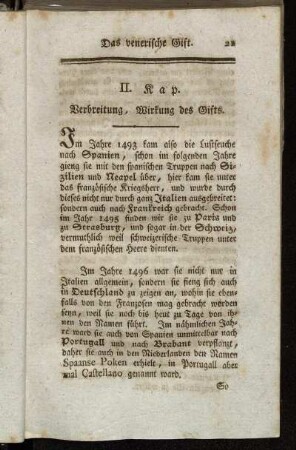 Das venerische Gift. 21
II. Kap.
Verbreitung, Wirkung des Gifts.
Im Jahre 1493 kam also die Lustseuche
nach Spanien, schon im folgenden Jahre
gieng sie mit den spanischen Truppen nach Si-
zilien und Neapel über, hier kam sie unter
das französische Kriegsheer, und wurde durch
dieses nicht nur durch ganz Italien ausgebreitet;
sondern auch nach Frankreich gebracht. Schon
im Jahr 1495 finden wir sie zu Paris und
zu Strasburg, und sogar in der Schweiz,
vermuthlich weil schweizerische Truppen unter
dem französischen Heere dienten.
Im Jahre 1496 war sie nicht nur in
Italien allgemein, sondern sie fieng sich auch
in Deutschland zu zeigen an, wohin sie eben-
falls von den Franzosen mag gebracht worden
seyn, weil sie noch bis heut zu Tage von ih-
nen den Namen führt. Im nähmlichen Jah-
re ward sie auch von Spanien unmittelbar nach
Portugall und nach Brabant verpflanzt,
daher sie auch in den Niederlanden den Namen
Spaanse Poken erhielt, in Portugall aber
mal Castellano genannt ward.
So